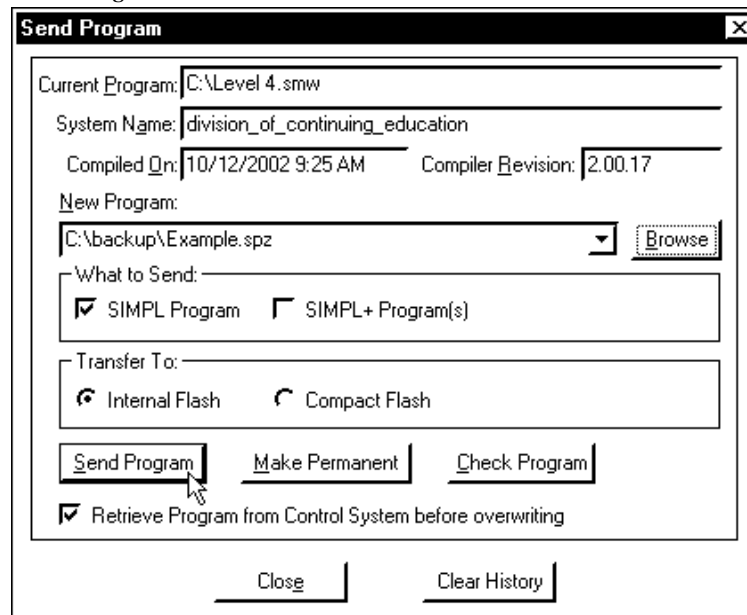 Send Program
Current Program: C:\Level 4.smw
System Name: division_of_continuing_education
Compiled On: 10/12/2002 9:25 AM Compiler Revision: 2.00.17
New Program:
C:\backup\Example.spz Browse
What to Send:
SIMPL Program SIMPL+ Program(s)
Transfer To:
Internal Flash Compact Flash
Send Program Make Permanent Check Program
Retrieve Program from Control System before overwriting
Close Clear History